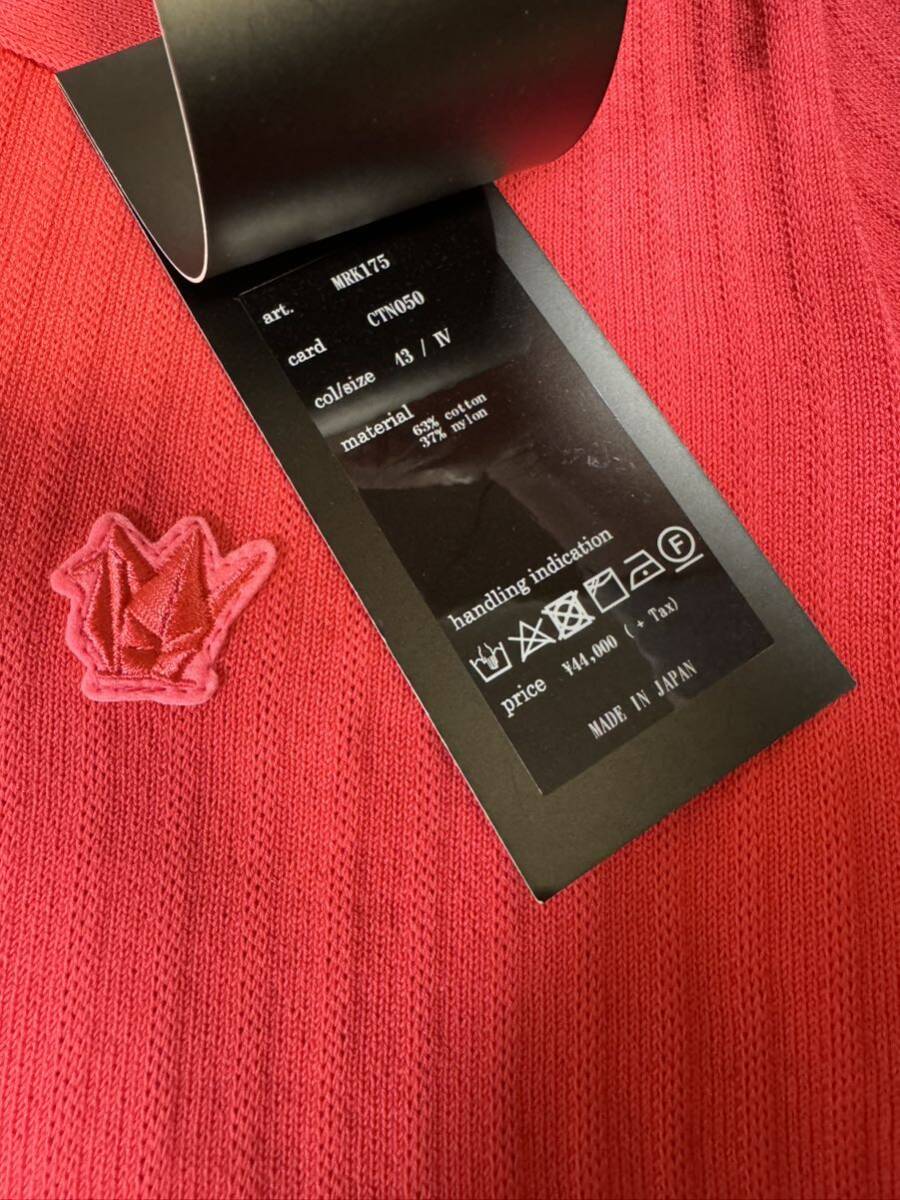 art. MRK175
card CTN050
col/size 43 / Ⅳ
material 63% cotton
37% nylon
handling indication
F
price ¥44,000 ( + Tax)
MADE IN JAPAN